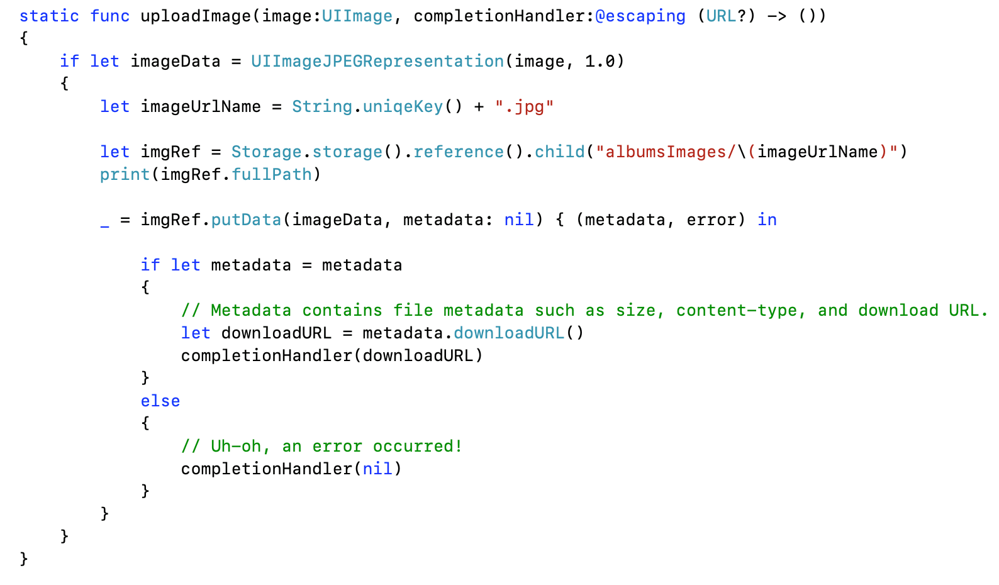 static func uploadImage(image:UIImage, completionHandler:@escaping (URL?) -> ())
{
if let imageData = UIImageJPEGRepresentation(image, 1.0)
{
let imageUrlName = String.uniqeKey() + ".jpg"
let imgRef = Storage.storage().reference().child("albumsImages/\(imageUrlName)")
print(imgRef.fullPath)
_ = imgRef.putData(imageData, metadata: nil) { (metadata, error) in
if let metadata = metadata
{
// Metadata contains file metadata such as size, content-type, and download URL.
let downloadURL = metadata.downloadURL()
completionHandler(downloadURL)
}
else
{
// Uh-oh, an error occurred!
completionHandler(nil)
}
}
}
}